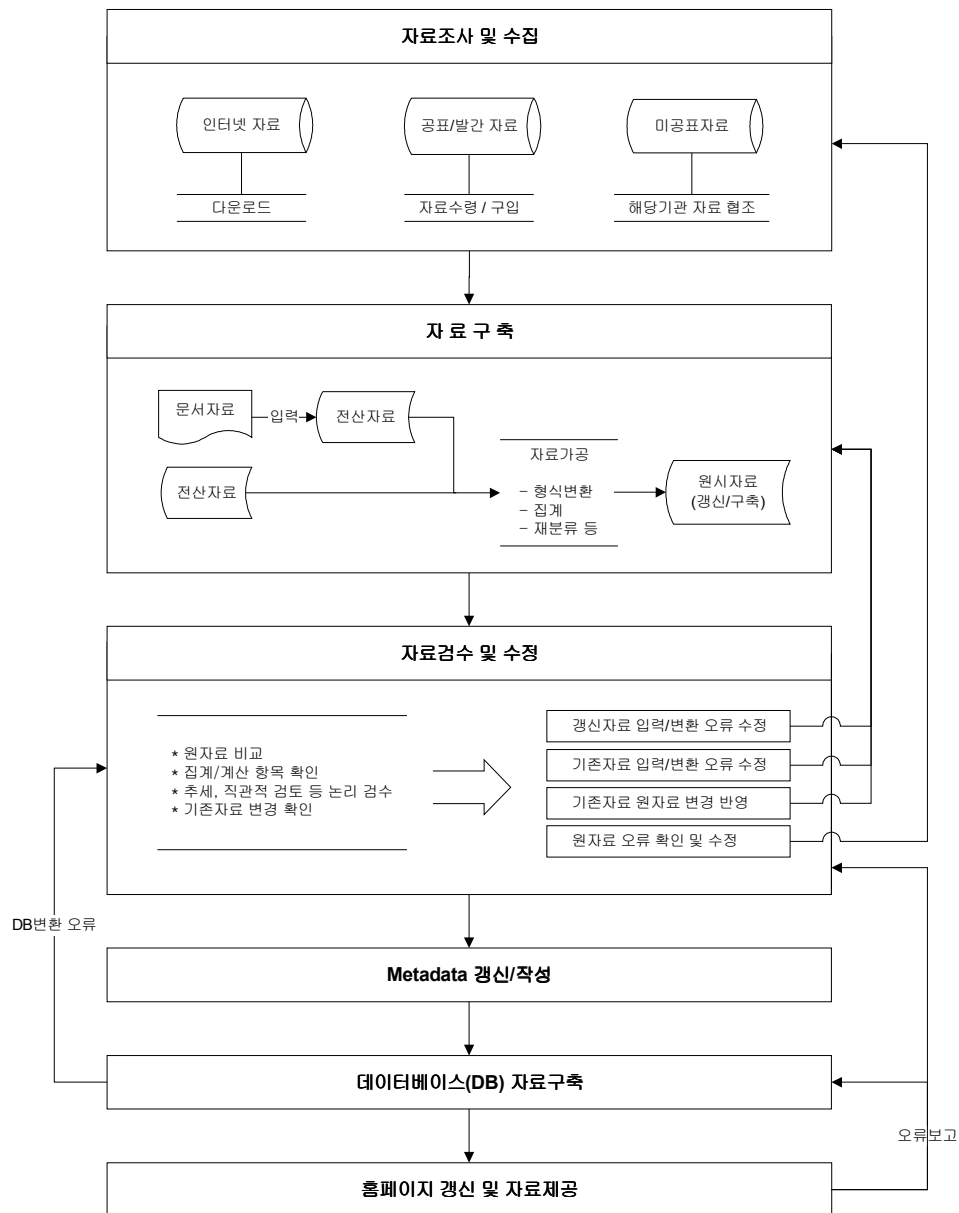 자료조사 및 수집
인터넷 자료
공표/발간 자료
미공표자료
다운로드
자료수령 / 구입
해당기관 자료 협조
자 료 구 축
문서자료
입력
전산자료
자료가공
전산자료
- 형식변환
- 집계
- 재분류 등
원시자료
(갱신/구축)
자료검수 및 수정
* 원자료 비교
* 집계/계산 항목 확인
* 추세, 직관적 검토 등 논리 검수
* 기존자료 변경 확인
갱신자료 입력/변환 오류 수정
기존자료 입력/변환 오류 수정
기존자료 원자료 변경 반영
원자료 오류 확인 및 수정
DB변환 오류
Metadata 갱신/작성
데이터베이스(DB) 자료구축
오류보고
홈페이지 갱신 및 자료제공